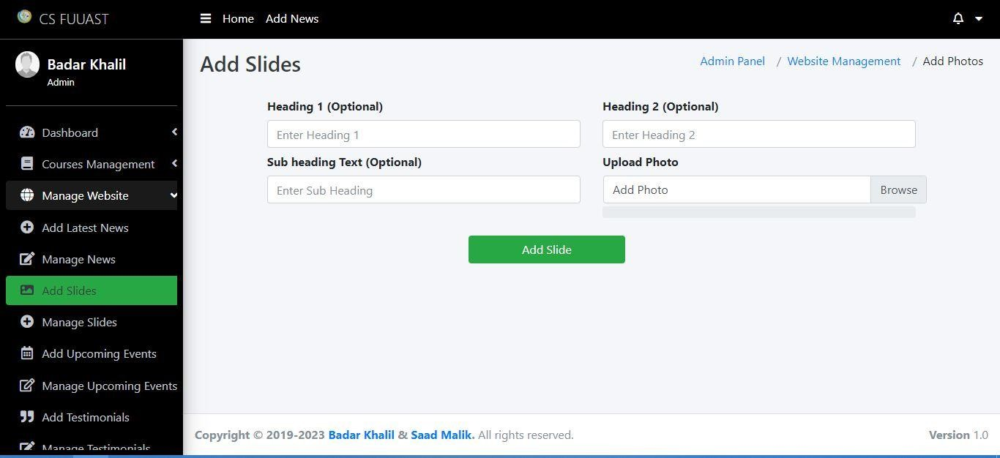 CS FUUAST
Home Add News
Badar Khalil
Admin
Dashboard
Courses Management
Manage Website
Add Latest News
Manage News
Add Slides
Manage Slides
Add Upcoming Events
Manage Upcoming Events
Add Testimonials
Manage Testimonials
Add Slides
Admin Panel / Website Management / Add Photos
Heading 1 (Optional)
Enter Heading 1
Heading 2 (Optional)
Enter Heading 2
Sub heading Text (Optional)
Enter Sub Heading
Upload Photo
Add Photo Browse
Add Slide
Copyright © 2019-2023 Badar Khalil & Saad Malik. All rights reserved.
Version 1.0